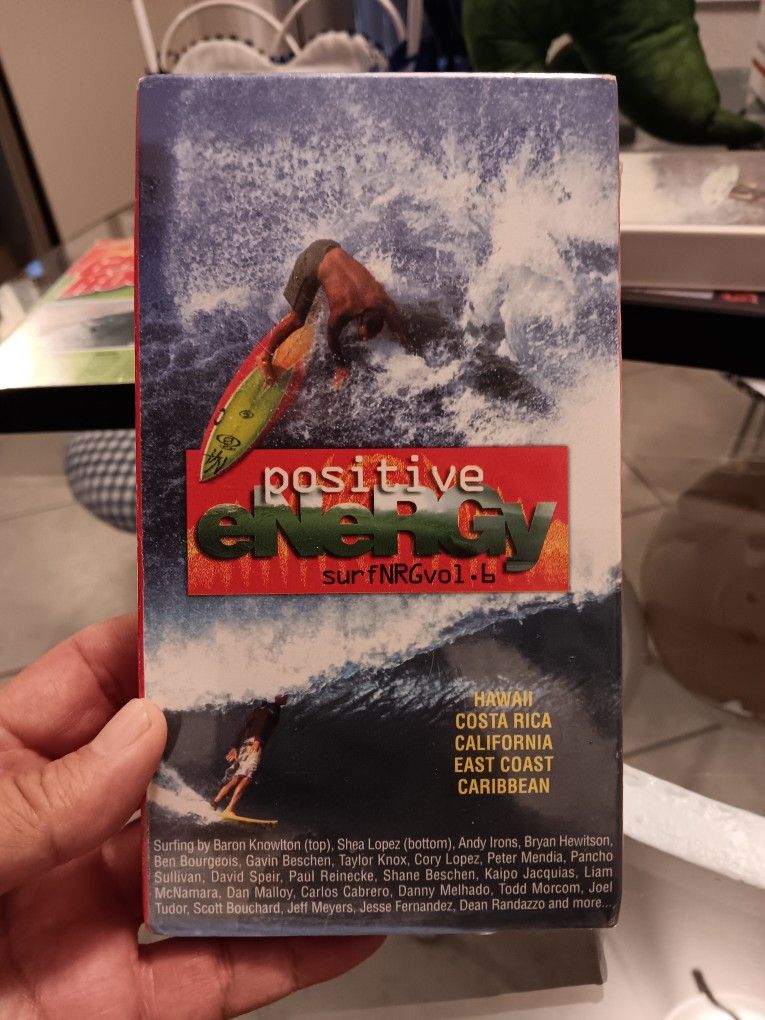 positive
eNeRGy
surfNRGvol.6
HAWAII
COSTA RICA
CALIFORNIA
EAST COAST
CARIBBEAN
Surfing by Baron Knowlton (top), Shea Lopez (bottom), Andy Irons, Bryan Hewitson,
Ben Bourgeois, Gavin Beschen, Taylor Knox, Cory Lopez, Peter Mendia, Pancho
Sullivan, David Speir, Paul Reinecke, Shane Beschen, Kaipo Jacquias, Liam
McNamara, Dan Malloy, Carlos Cabrero, Danny Melhado, Todd Morcom, Joel
Tudor, Scott Bouchard, Jeff Meyers, Jesse Fernandez, Dean Randazzo and more...